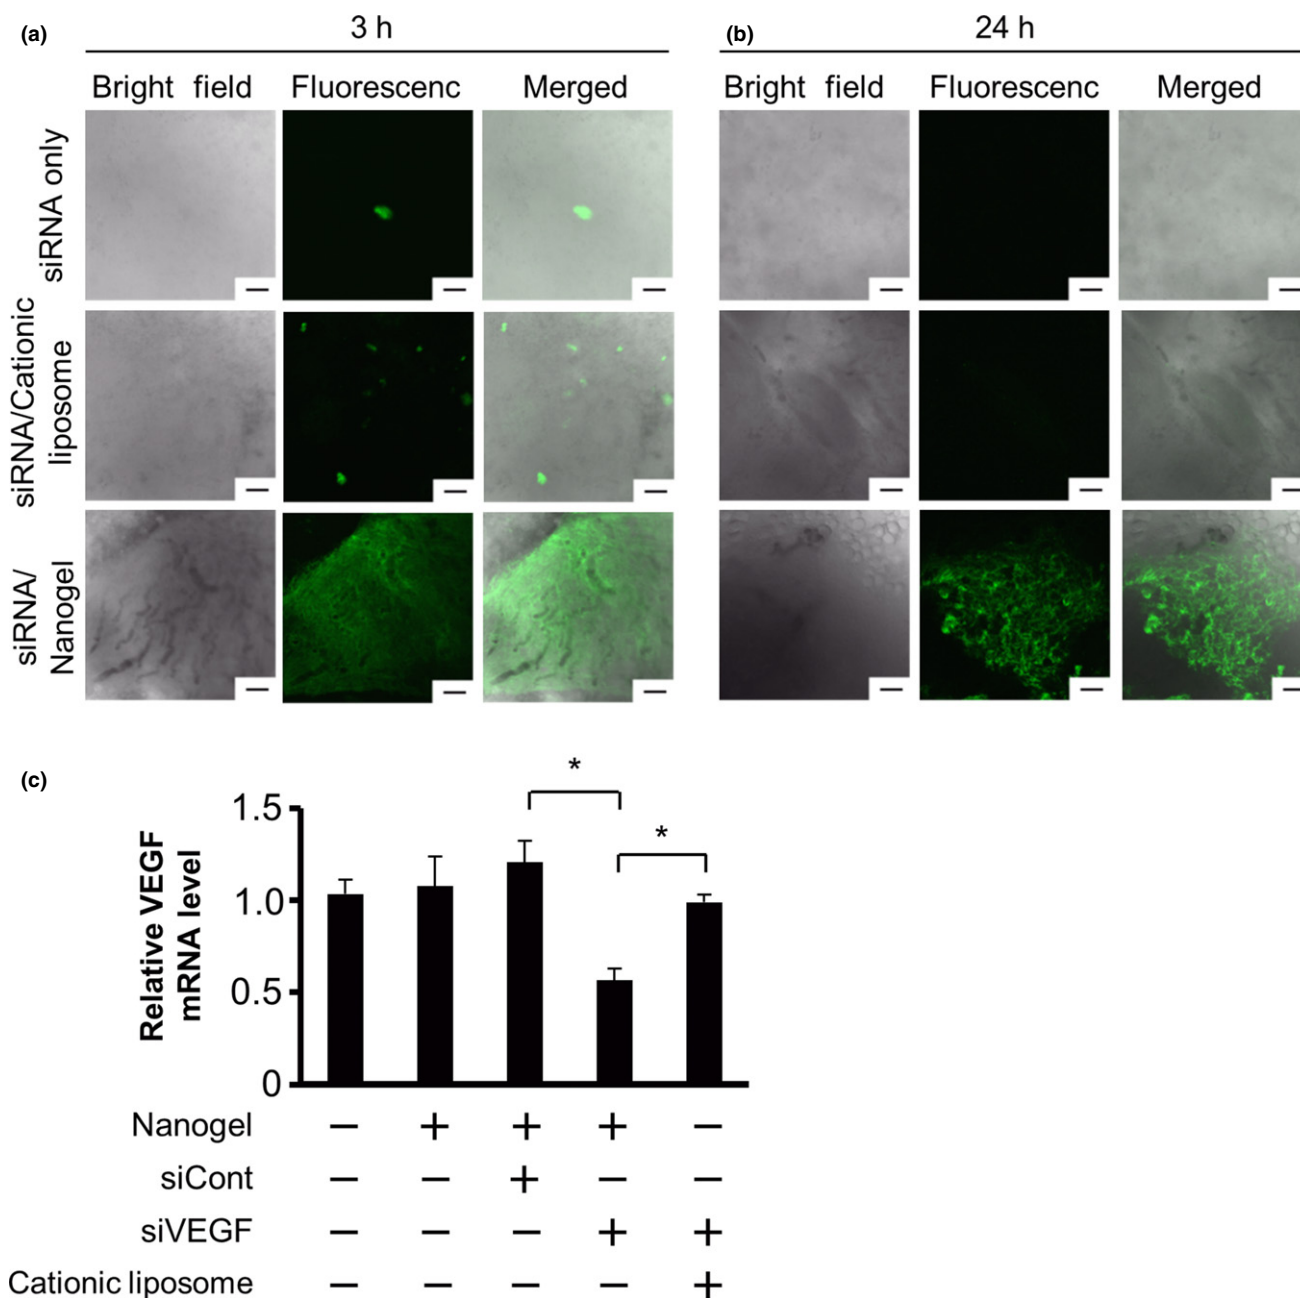 (a)
3 h
Bright field Fluorescenc Merged
siRNA only
siRNA/Cationic
liposome
siRNA/
Nanogel
(b)
24 h
Bright field Fluorescenc Merged
(c)
Relative VEGF
mRNA level
1.5
1.0
0.5
0
*
*
Nanogel − + + + −
siCont − − + − −
siVEGF − − − + +
Cationic liposome − − − − +